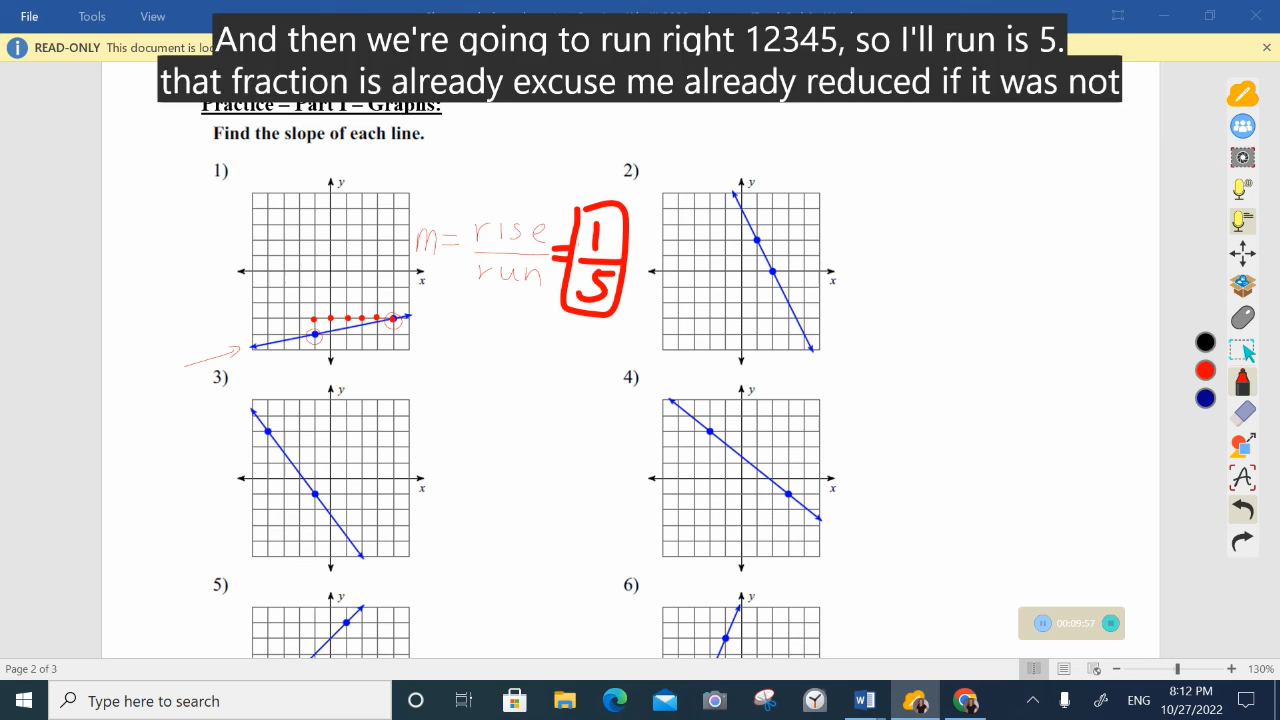 File Tools View
And then we're going to run right 12345, so I'll run is 5.
that fraction is already excuse me already reduced if it was not
READ-ONLY This document is
Practice – Part I – Graphs:
Find the slope of each line.
1) y x
m = rise/run = 1/5
2) y x
3) y x
4) y x
5) y
6) y
00:09:57
Page 2 of 3
130%
Type here to search
ENG
8:12 PM
10/27/2022